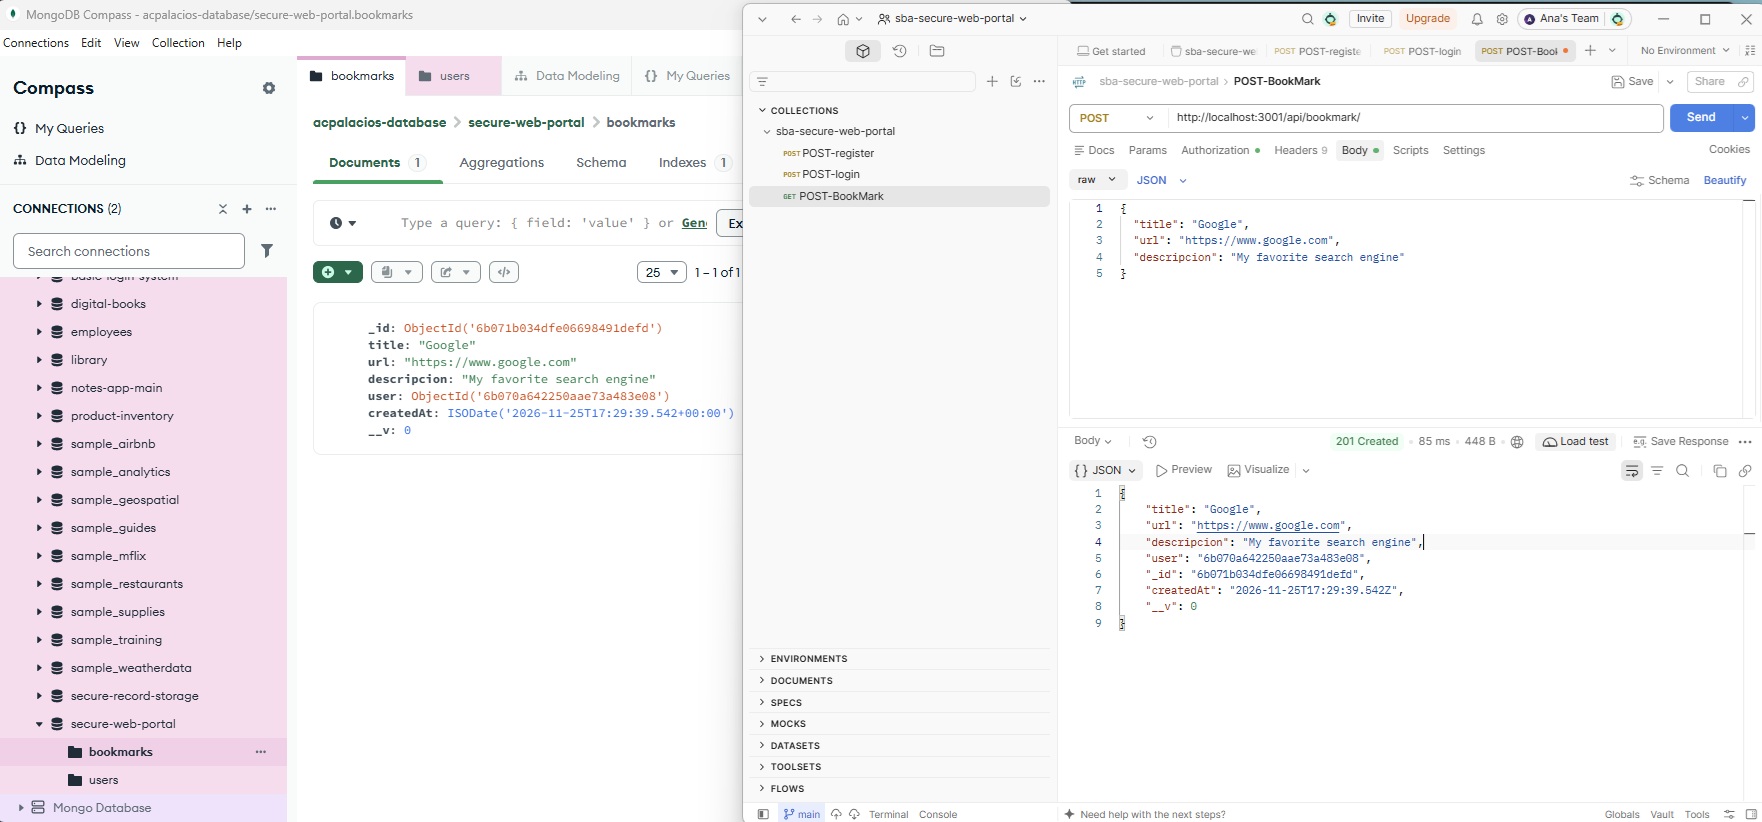 MongoDB Compass - acpalacios-database/secure-web-portal.bookmarks
Connections Edit View Collection Help
Compass
{} My Queries
Data Modeling
CONNECTIONS (2)
Search connections
basic-login-system
digital-books
employees
library
notes-app-main
product-inventory
sample_airbnb
sample_analytics
sample_geospatial
sample_guides
sample_mflix
sample_restaurants
sample_supplies
sample_training
sample_weatherdata
secure-record-storage
secure-web-portal
bookmarks
users
Mongo Database
bookmarks users Data Modeling {} My Queries
acpalacios-database > secure-web-portal > bookmarks
Documents 1 Aggregations Schema Indexes 1
Type a query: { field: 'value' } or Gene Ex
25 1 – 1 of 1
_id: ObjectId('6b071b034dfe06698491defd')
title: "Google"
url: "https://www.google.com"
descripcion: "My favorite search engine"
user: ObjectId('6b070a642250aae73a483e08')
createdAt: ISODate('2026-11-25T17:29:39.542+00:00')
__v: 0
sba-secure-web-portal
Invite Upgrade Ana's Team
COLLECTIONS
sba-secure-web-portal
POST POST-register
POST POST-login
GET POST-BookMark
ENVIRONMENTS
DOCUMENTS
SPECS
MOCKS
DATASETS
TOOLSETS
FLOWS
Get started sba-secure-we POST POST-registe POST POST-login POST POST-Book No Environment
HTTP sba-secure-web-portal > POST-BookMark Save Share
POST http://localhost:3001/api/bookmark/ Send
Docs Params Authorization Headers 9 Body Scripts Settings Cookies
raw JSON Schema Beautify
1 {
2 "title": "Google",
3 "url": "https://www.google.com",
4 "descripcion": "My favorite search engine"
5 }
Body 201 Created 85 ms 448 B Load test e.g. Save Response
{} JSON Preview Visualize
1 {
2 "title": "Google",
3 "url": "https://www.google.com",
4 "descripcion": "My favorite search engine",
5 "user": "6b070a642250aae73a483e08",
6 "_id": "6b071b034dfe06698491defd",
7 "createdAt": "2026-11-25T17:29:39.542Z",
8 "__v": 0
9 }
main Terminal Console Need help with the next steps? Globals Vault Tools